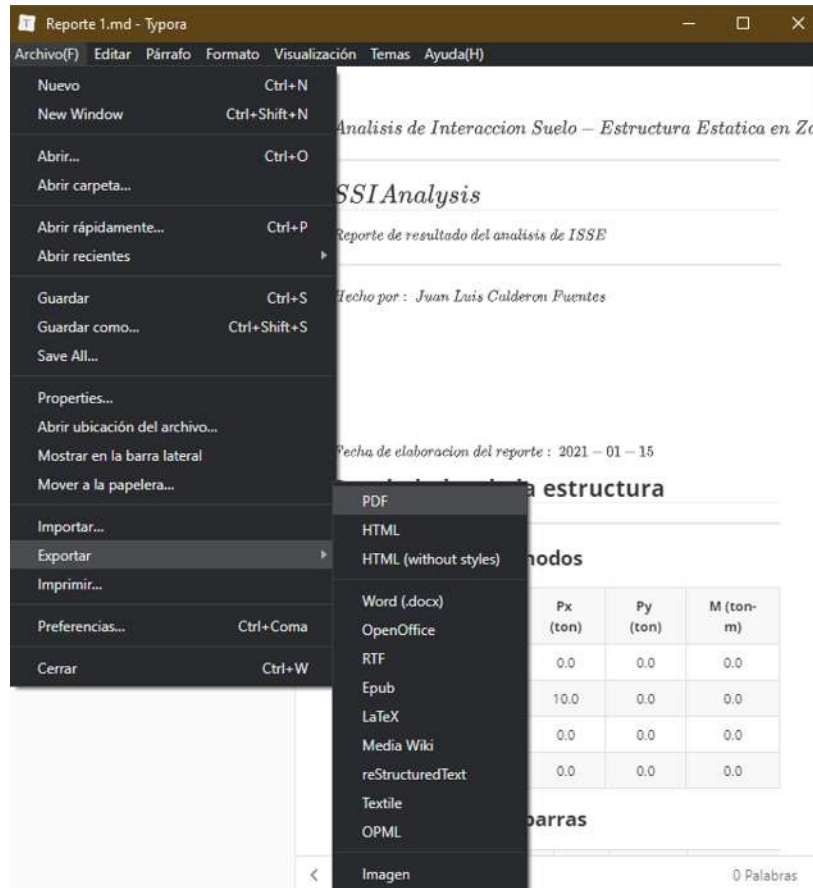 Reporte 1.md - Typora
Archivo(F) Editar Párrafo Formato Visualización Temas Ayuda(H)
Nuevo Ctrl+N
New Window Ctrl+Shift+N
Abrir... Ctrl+O
Abrir carpeta...
Abrir rápidamente... Ctrl+P
Abrir recientes
Guardar Ctrl+S
Guardar como... Ctrl+Shift+S
Save All...
Properties...
Abrir ubicación del archivo...
Mostrar en la barra lateral
Mover a la papelera...
Importar...
Exportar
Imprimir...
Preferencias... Ctrl+Coma
Cerrar Ctrl+W
PDF
HTML
HTML (without styles)
Word (.docx)
OpenOffice
RTF
Epub
LaTeX
Media Wiki
reStructuredText
Textile
OPML
Imagen
Analisis de Interaccion Suelo – Estructura Estatica en
SSIAnalysis
Reporte de resultado del analisis de ISSE
Hecho por : Juan Luis Calderon Fuentes
Fecha de elaboracion del reporte : 2021 – 01 – 15
estructura
nodos
Px Py M (ton-
(ton) (ton) m)
0.0 0.0 0.0
10.0 0.0 0.0
0.0 0.0 0.0
0.0 0.0 0.0
barras
0 Palabras